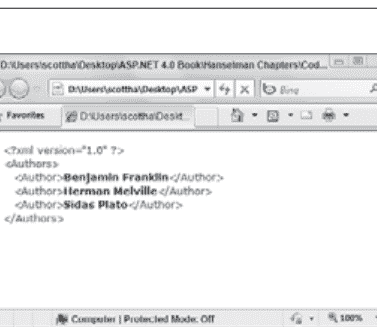 D:\Users\scottha\Desktop\ASP.NET 4.0 Book\Hanselman Chapters\Cod...
D:\Users\scottha\Desktop\ASP
Bing
Favorites
D:\Users\scottha\Deskt...
<?xml version="1.0" ?>
<Authors>
<Author>Benjamin Franklin</Author>
<Author>Herman Melville</Author>
<Author>Sidas Plato</Author>
</Authors>
Computer | Protected Mode: Off
100%